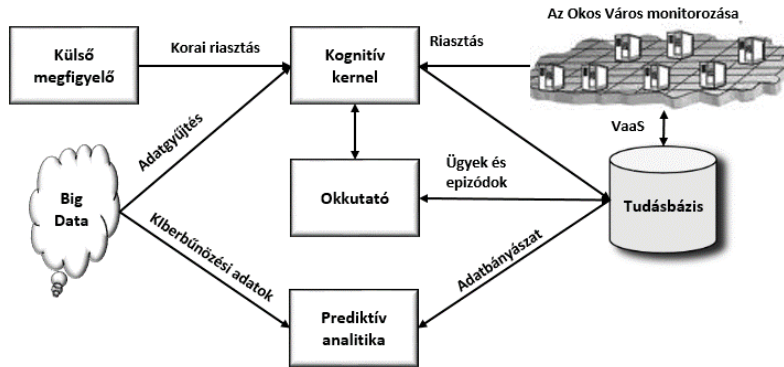 Az Okos Város monitorozása
Külső
megfigyelő
Korai riasztás
Kognitív
kernel
Riasztás
Adatgyűjtés
VaaS
Big
Data
Okkutató
Ügyek és
epizódok
Tudásbázis
Kiberbűnözési adatok
Adatbányászat
Prediktív
analitika